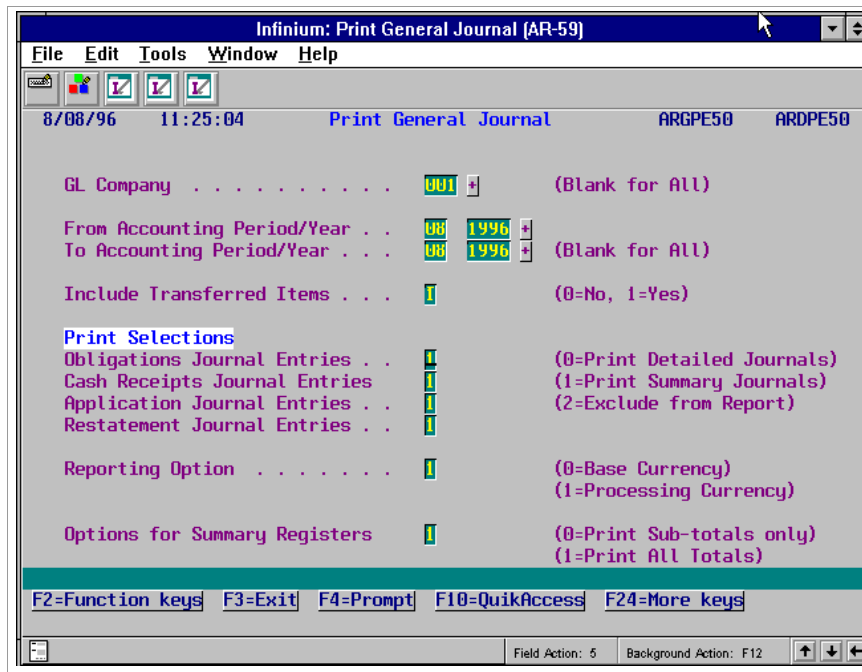 Infinium: Print General Journal (AR-59)
File Edit Tools Window Help
8/08/96 11:25:04 Print General Journal ARGPE50 ARDPE50
GL Company . . . . . . . . . . 001 + (Blank for All)
From Accounting Period/Year . . 08 1996 +
To Accounting Period/Year . . . 08 1996 + (Blank for All)
Include Transferred Items . . . 1 (0=No, 1=Yes)
Print Selections
Obligations Journal Entries . . 1 (0=Print Detailed Journals)
Cash Receipts Journal Entries 1 (1=Print Summary Journals)
Application Journal Entries . . 1 (2=Exclude from Report)
Restatement Journal Entries . . 1
Reporting Option . . . . . . . 1 (0=Base Currency)
(1=Processing Currency)
Options for Summary Registers 1 (0=Print Sub-totals only)
(1=Print All Totals)
F2=Function keys F3=Exit F4=Prompt F10=QuikAccess F24=More keys
Field Action: 5 Background Action: F12